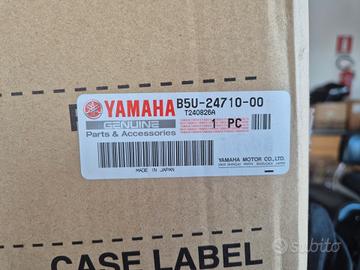 YAMAHA B5U-24710-00
GENUINE T240826A
Parts & Accessories 1 PC
MADE IN JAPAN
YAMAHA MOTOR CO., LTD.
CASE LABEL
subito